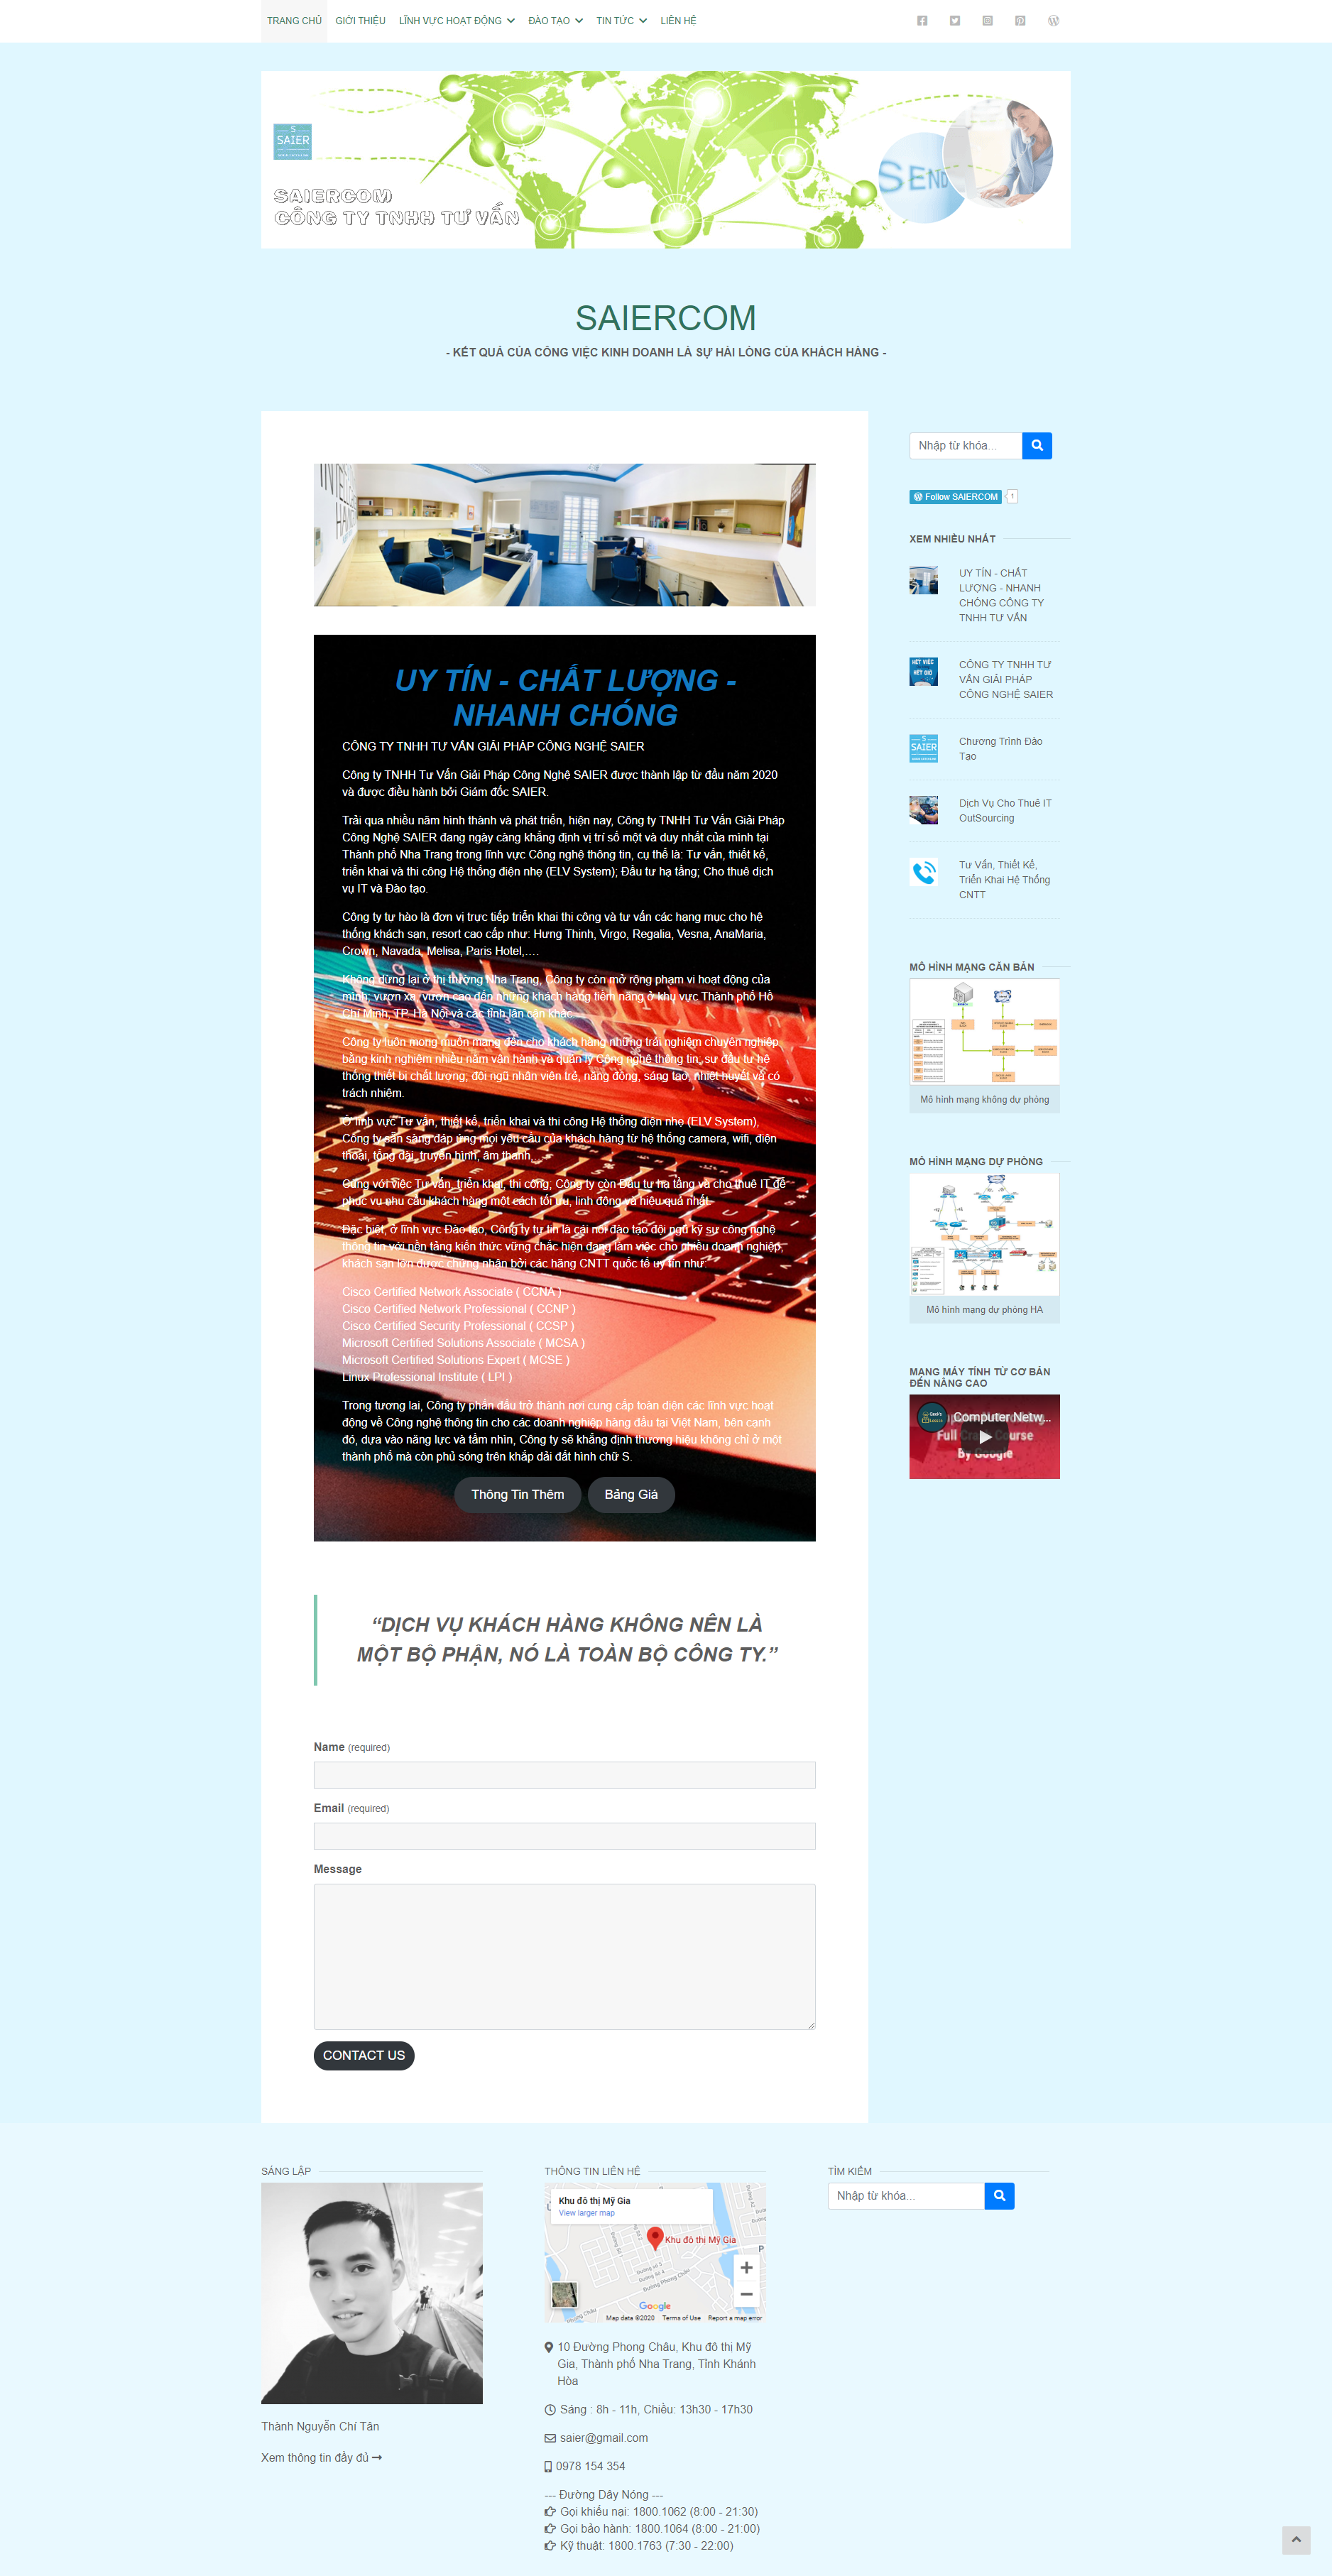 TRANG CHỦ
GIỚI THIỆU
LĨNH VỰC HOẠT ĐỘNG
ĐÀO TẠO
TIN TỨC
LIÊN HỆ
S
SAIER
SEND
SAIERCOM
CÔNG TY TNHH TƯ VẤN
SAIERCOM
- KẾT QUẢ CỦA CÔNG VIỆC KINH DOANH LÀ SỰ HÀI LÒNG CỦA KHÁCH HÀNG -
UY TÍN - CHẤT LƯỢNG -
NHANH CHÓNG
CÔNG TY TNHH TƯ VẤN GIẢI PHÁP CÔNG NGHỆ SAIER
Công ty TNHH Tư Vấn Giải Pháp Công Nghệ SAIER được thành lập từ đầu năm 2020
và được điều hành bởi Giám đốc SAIER.
Trải qua nhiều năm hình thành và phát triển, hiện nay, Công ty TNHH Tư Vấn Giải Pháp
Công Nghệ SAIER đang ngày càng khẳng định vị trí số một và duy nhất của mình tại
Thành phố Nha Trang trong lĩnh vực Công nghệ thông tin, cụ thể là: Tư vấn, thiết kế,
triển khai và thi công Hệ thống điện nhẹ (ELV System); Đầu tư hạ tầng; Cho thuê dịch
vụ IT và Đào tạo.
Công ty tự hào là đơn vị trực tiếp triển khai thi công và tư vấn các hạng mục cho hệ
thống khách sạn, resort cao cấp như: Hưng Thịnh, Virgo, Regalia, Vesna, AnaMaria,
Crown, Navada, Melisa, Paris Hotel,....
Không dừng lại ở thị trường Nha Trang, Công ty còn mở rộng phạm vi hoạt động của
mình, vươn xa, vươn cao đến những khách hàng tiềm năng ở khu vực Thành phố Hồ
Chí Minh, TP. Hà Nội và các tỉnh lân cận khác.
Công ty luôn mong muốn mang đến cho khách hàng những trải nghiệm chuyên nghiệp
bằng kinh nghiệm nhiều năm vận hành và quản lý Công nghệ thông tin, sự đầu tư hệ
thống thiết bị chất lượng; đội ngũ nhân viên trẻ, năng động, sáng tạo, nhiệt huyết và có
trách nhiệm.
Ở lĩnh vực Tư vấn, thiết kế, triển khai và thi công Hệ thống điện nhẹ (ELV System),
Công ty sẵn sàng đáp ứng mọi yêu cầu của khách hàng từ hệ thống camera, wifi, điện
thoại, tổng đài, truyền hình, âm thanh...
Cùng với việc Tư vấn, triển khai, thi công, Công ty còn Đầu tư hạ tầng và cho thuê IT để
phục vụ nhu cầu khách hàng một cách tối ưu, linh động và hiệu quả nhất.
Đặc biệt, ở lĩnh vực Đào tạo, Công ty tự tin là cái nôi đào tạo đội ngũ kỹ sư công nghệ
thông tin với nền tảng kiến thức vững chắc hiện đang làm việc cho nhiều doanh nghiệp,
khách sạn lớn được chứng nhận bởi các hãng CNTT quốc tế uy tín như:
Cisco Certified Network Associate ( CCNA )
Cisco Certified Network Professional ( CCNP )
Cisco Certified Security Professional ( CCSP )
Microsoft Certified Solutions Associate ( MCSA )
Microsoft Certified Solutions Expert ( MCSE )
Linux Professional Institute ( LPI )
Trong tương lai, Công ty phấn đấu trở thành nơi cung cấp toàn diện các lĩnh vực hoạt
động về Công nghệ thông tin cho các doanh nghiệp hàng đầu tại Việt Nam, bên cạnh
đó, dựa vào năng lực và tầm nhìn, Công ty sẽ khẳng định thương hiệu không chỉ ở một
thành phố mà còn phủ sóng trên khắp dải đất hình chữ S.
Thông Tin Thêm
Bảng Giá
“DỊCH VỤ KHÁCH HÀNG KHÔNG NÊN LÀ
MỘT BỘ PHẬN, NÓ LÀ TOÀN BỘ CÔNG TY.”
Name (required)
Email (required)
Message
CONTACT US
Nhập từ khóa...
Follow SAIERCOM
1
XEM NHIỀU NHẤT
UY TÍN - CHẤT
LƯỢNG - NHANH
CHÓNG CÔNG TY
TNHH TƯ VẤN
HẾT VIỆC
HẾT GIỜ
CÔNG TY TNHH TƯ
VẤN GIẢI PHÁP
CÔNG NGHỆ SAIER
S
SAIER
Chương Trình Đào
Tạo
Dịch Vụ Cho Thuê IT
OutSourcing
Tư Vấn, Thiết Kế,
Triển Khai Hệ Thống
CNTT
MÔ HÌNH MẠNG CĂN BẢN
Mô hình mạng không dự phòng
MÔ HÌNH MẠNG DỰ PHÒNG
Mô hình mạng dự phòng HA
MẠNG MÁY TÍNH TỪ CƠ BẢN
ĐẾN NÂNG CAO
Computer Netw...
Full Course
By Google
SÁNG LẬP
Thành Nguyễn Chí Tân
Xem thông tin đầy đủ
THÔNG TIN LIÊN HỆ
Khu đô thị Mỹ Gia
View larger map
Khu đô thị Mỹ Gia
Đường Số 4
Đường Phong Châu
Google
Map data ©2020 Terms of Use Report a map error
10 Đường Phong Châu, Khu đô thị Mỹ
Gia, Thành phố Nha Trang, Tỉnh Khánh
Hòa
Sáng : 8h - 11h, Chiều: 13h30 - 17h30
saier@gmail.com
0978 154 354
--- Đường Dây Nóng ---
Gọi khiếu nại: 1800.1062 (8:00 - 21:30)
Gọi bảo hành: 1800.1064 (8:00 - 21:00)
Kỹ thuật: 1800.1763 (7:30 - 22:00)
TÌM KIẾM
Nhập từ khóa...